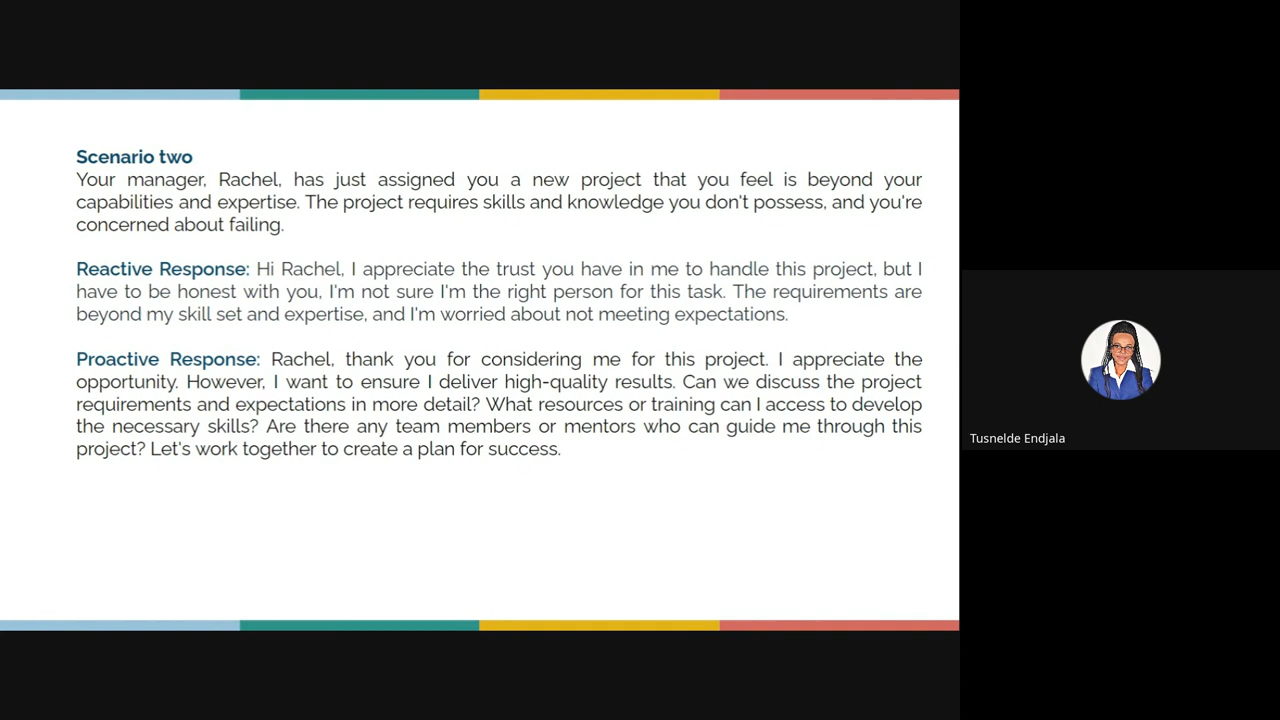 Scenario two
Your manager, Rachel, has just assigned you a new project that you feel is beyond your
capabilities and expertise. The project requires skills and knowledge you don't possess, and you're
concerned about failing.
Reactive Response: Hi Rachel, I appreciate the trust you have in me to handle this project, but I
have to be honest with you, I'm not sure I'm the right person for this task. The requirements are
beyond my skill set and expertise, and I'm worried about not meeting expectations.
Proactive Response: Rachel, thank you for considering me for this project. I appreciate the
opportunity. However, I want to ensure I deliver high-quality results. Can we discuss the project
requirements and expectations in more detail? What resources or training can I access to develop
the necessary skills? Are there any team members or mentors who can guide me through this
project? Let's work together to create a plan for success.
Tusnelde Endjala